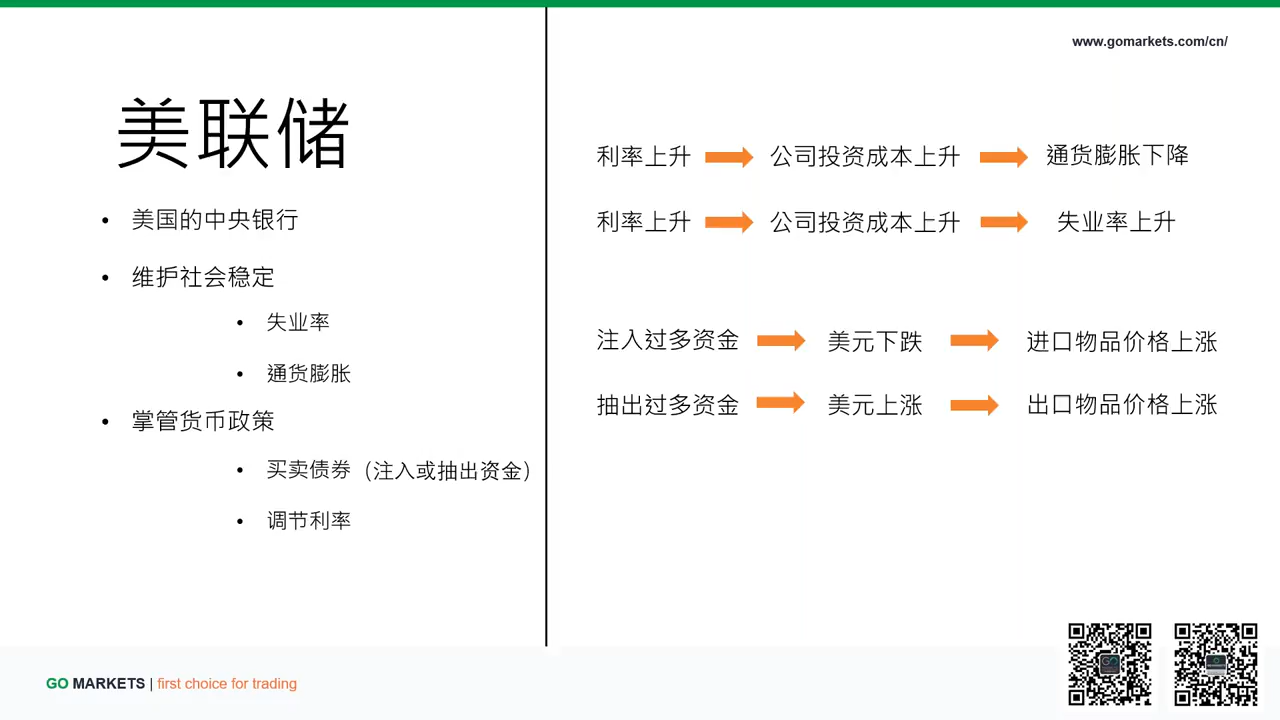 www.gomarkets.com/cn/
美联储
• 美国的中央银行
• 维护社会稳定
• 失业率
• 通货膨胀
• 掌管货币政策
• 买卖债券（注入或抽出资金）
• 调节利率
利率上升 公司投资成本上升 通货膨胀下降
利率上升 公司投资成本上升 失业率上升
注入过多资金 美元下跌 进口物品价格上涨
抽出过多资金 美元上涨 出口物品价格上涨
GO MARKETS | first choice for trading